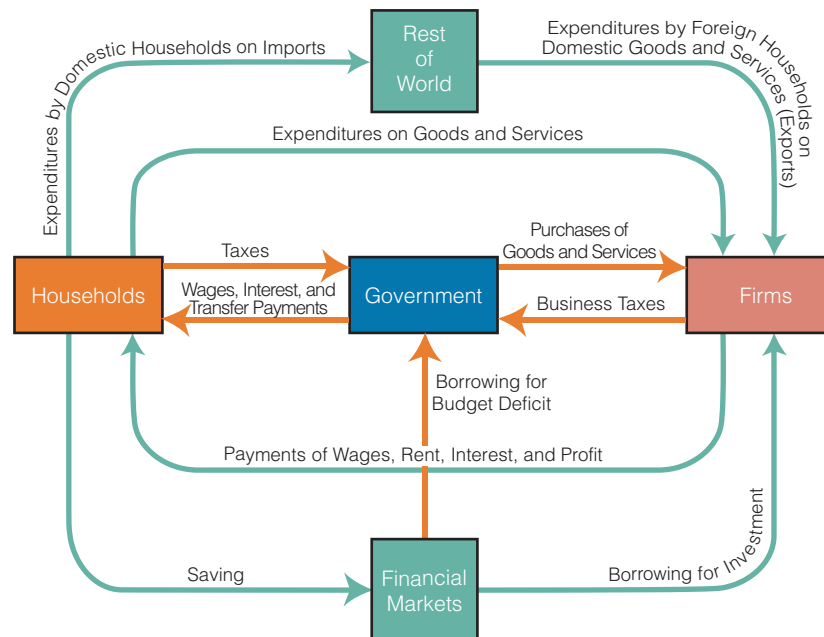 Rest
of
World
Expenditures by Domestic Households on Imports
Expenditures by Foreign Households on
Domestic Goods and Services (Exports)
Expenditures on Goods and Services
Taxes
Purchases of
Goods and Services
Households
Wages, Interest, and
Transfer Payments
Government
Business Taxes
Firms
Borrowing for
Budget Deficit
Payments of Wages, Rent, Interest, and Profit
Saving
Financial
Markets
Borrowing for Investment